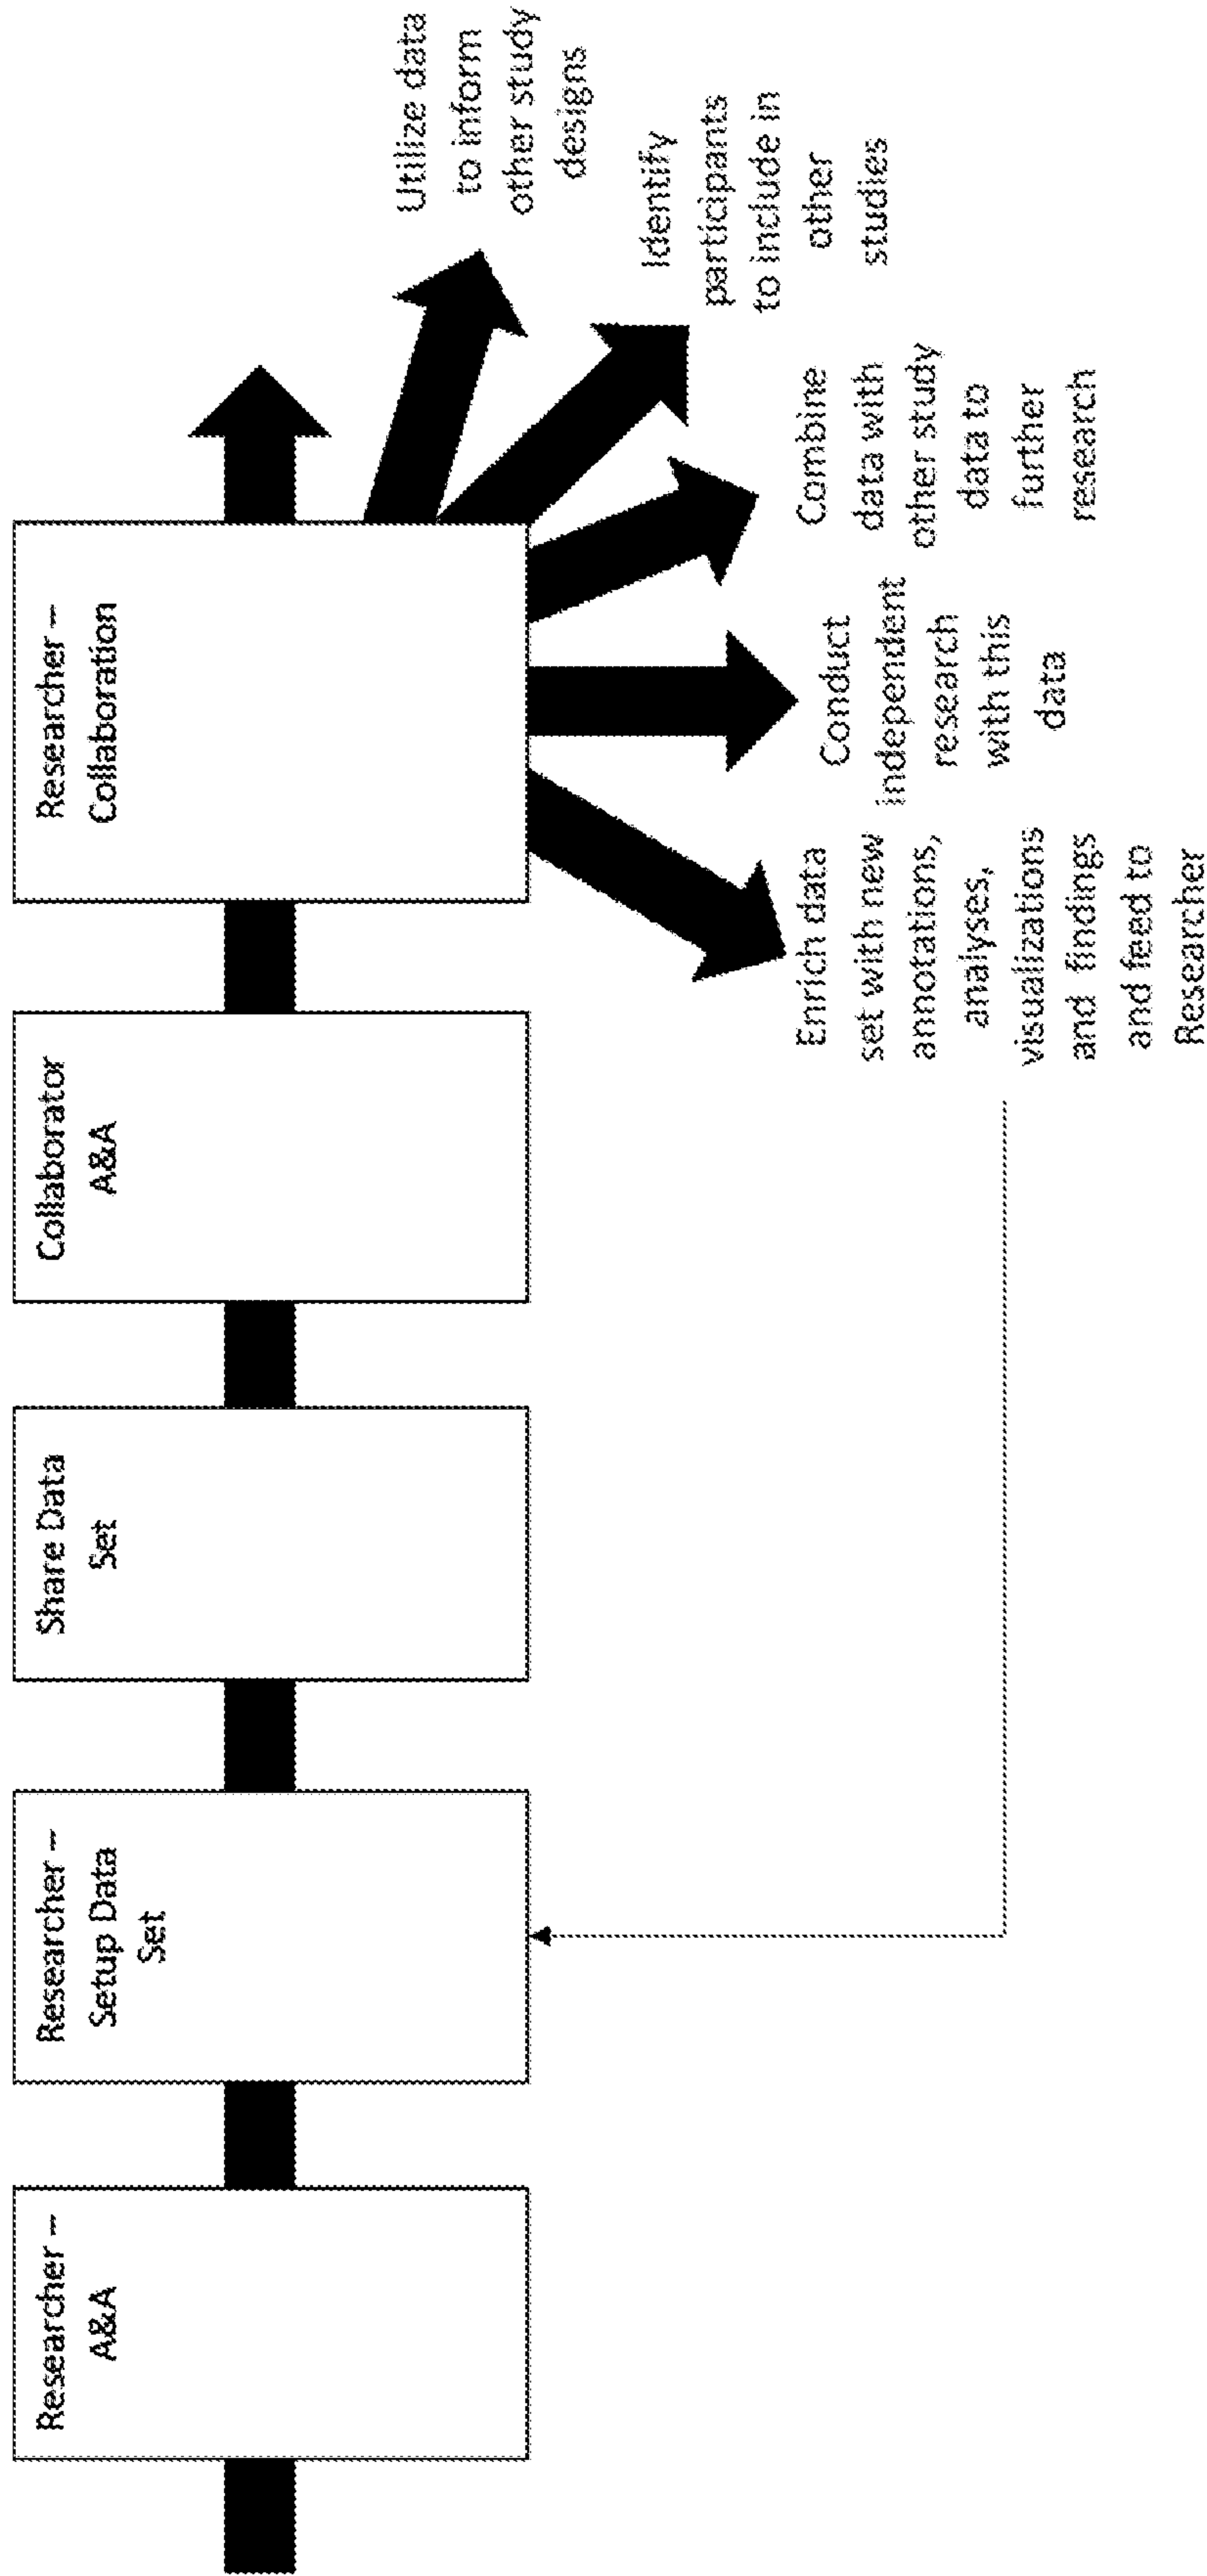 Researcher –
A&A
Researcher –
Setup Data
Set
Share Data
Set
Collaborator
A&A
Researcher –
Collaboration
Enrich data
set with new
annotations,
analyses,
visualizations
and findings
and feed to
Researcher
Conduct
independent
research
with this
data
Combine
data with
other study
data to
further
research
Identify
participants
to include in
other
studies
Utilize data
to inform
other study
designs